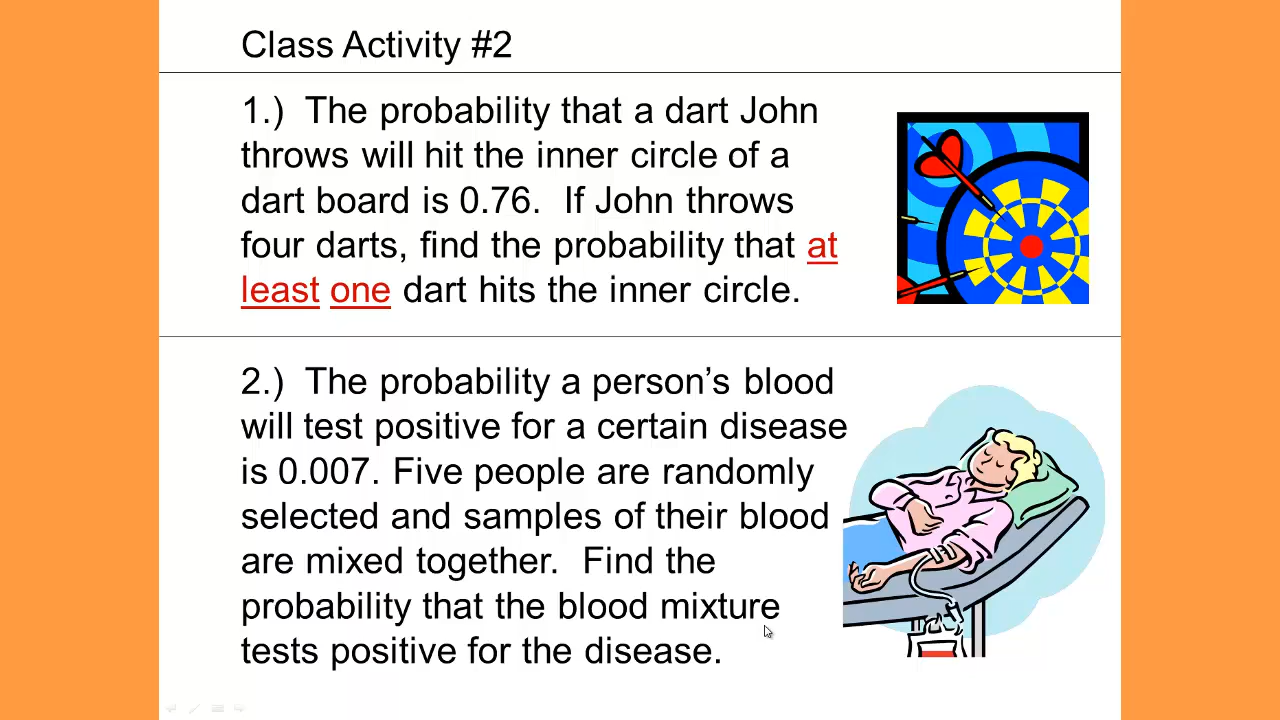 Class Activity #2
1.)  The probability that a dart John
throws will hit the inner circle of a
dart board is 0.76.  If John throws
four darts, find the probability that at
least one dart hits the inner circle.
2.)  The probability a person’s blood
will test positive for a certain disease
is 0.007. Five people are randomly
selected and samples of their blood
are mixed together.  Find the
probability that the blood mixture
tests positive for the disease.